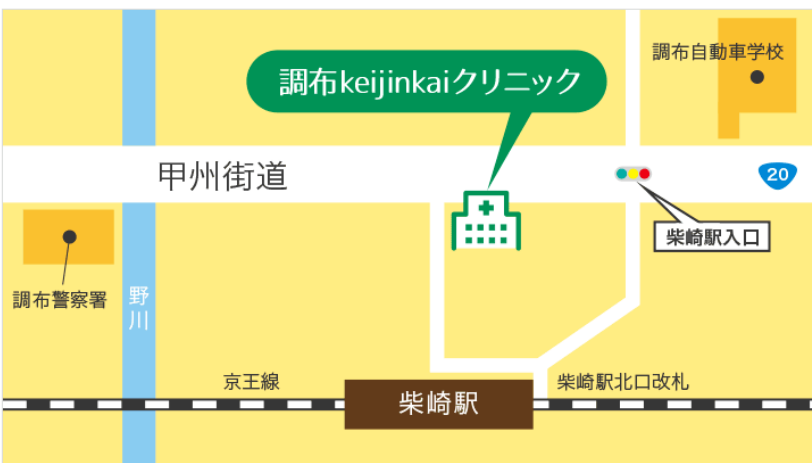 調布自動車学校
調布keijinkaiクリニック
甲州街道
20
柴崎駅入口
調布警察署
野川
京王線
柴崎駅
柴崎駅北口改札